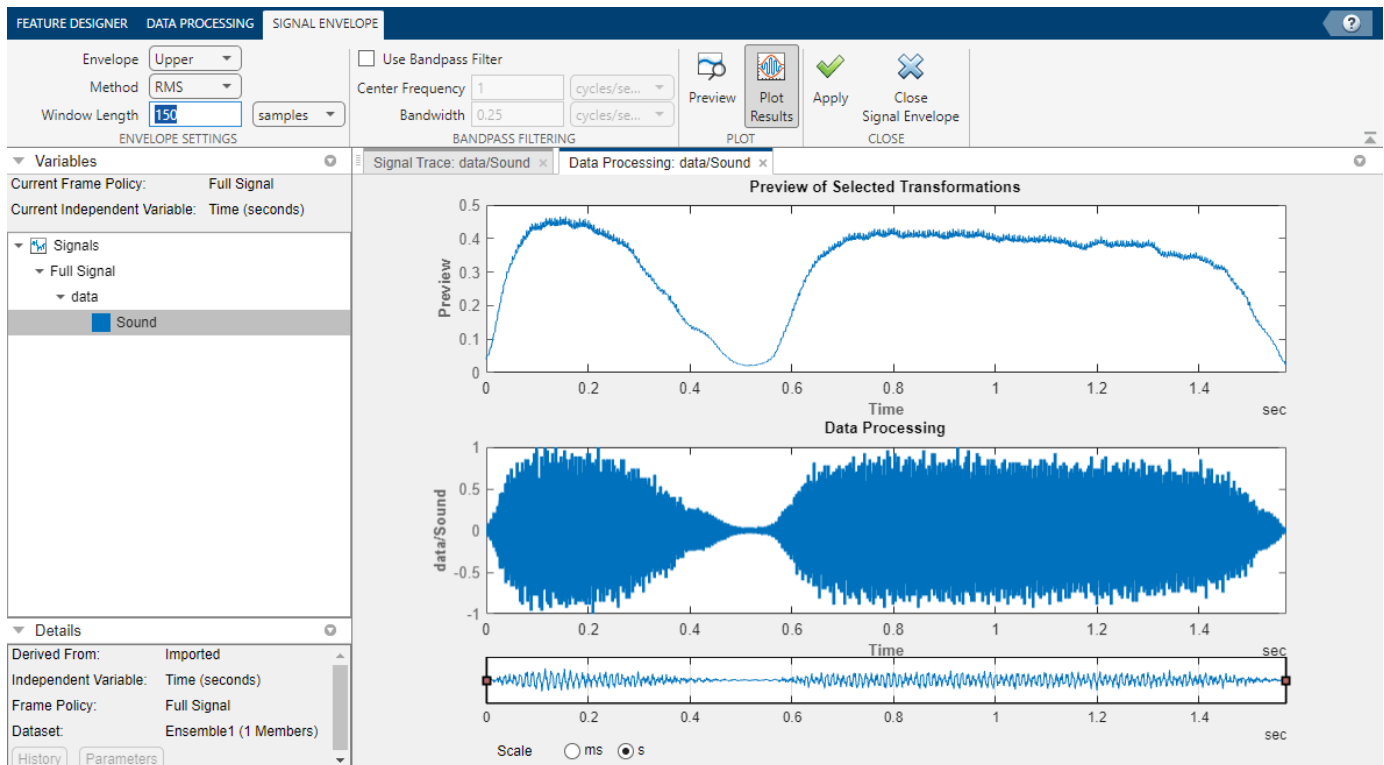 FEATURE DESIGNER DATA PROCESSING SIGNAL ENVELOPE ?
Envelope Upper
Method RMS
Window Length 150 samples
ENVELOPE SETTINGS
Use Bandpass Filter
Center Frequency 1 cycles/se...
Bandwidth 0.25 cycles/se...
BANDPASS FILTERING
Preview
Plot
Results
PLOT
Apply
Close
Signal Envelope
CLOSE
Variables
Current Frame Policy: Full Signal
Current Independent Variable: Time (seconds)
Signals
Full Signal
data
Sound
Details
Derived From: Imported
Independent Variable: Time (seconds)
Frame Policy: Full Signal
Dataset: Ensemble1 (1 Members)
History Parameters
Signal Trace: data/Sound × Data Processing: data/Sound ×
Preview of Selected Transformations
Preview
0.5
0.4
0.3
0.2
0.1
0
0 0.2 0.4 0.6 0.8 1 1.2 1.4
Time
sec
Data Processing
data/Sound
1
0.5
0
-0.5
-1
0 0.2 0.4 0.6 0.8 1 1.2 1.4
Time
sec
0 0.2 0.4 0.6 0.8 1 1.2 1.4
sec
Scale ms s